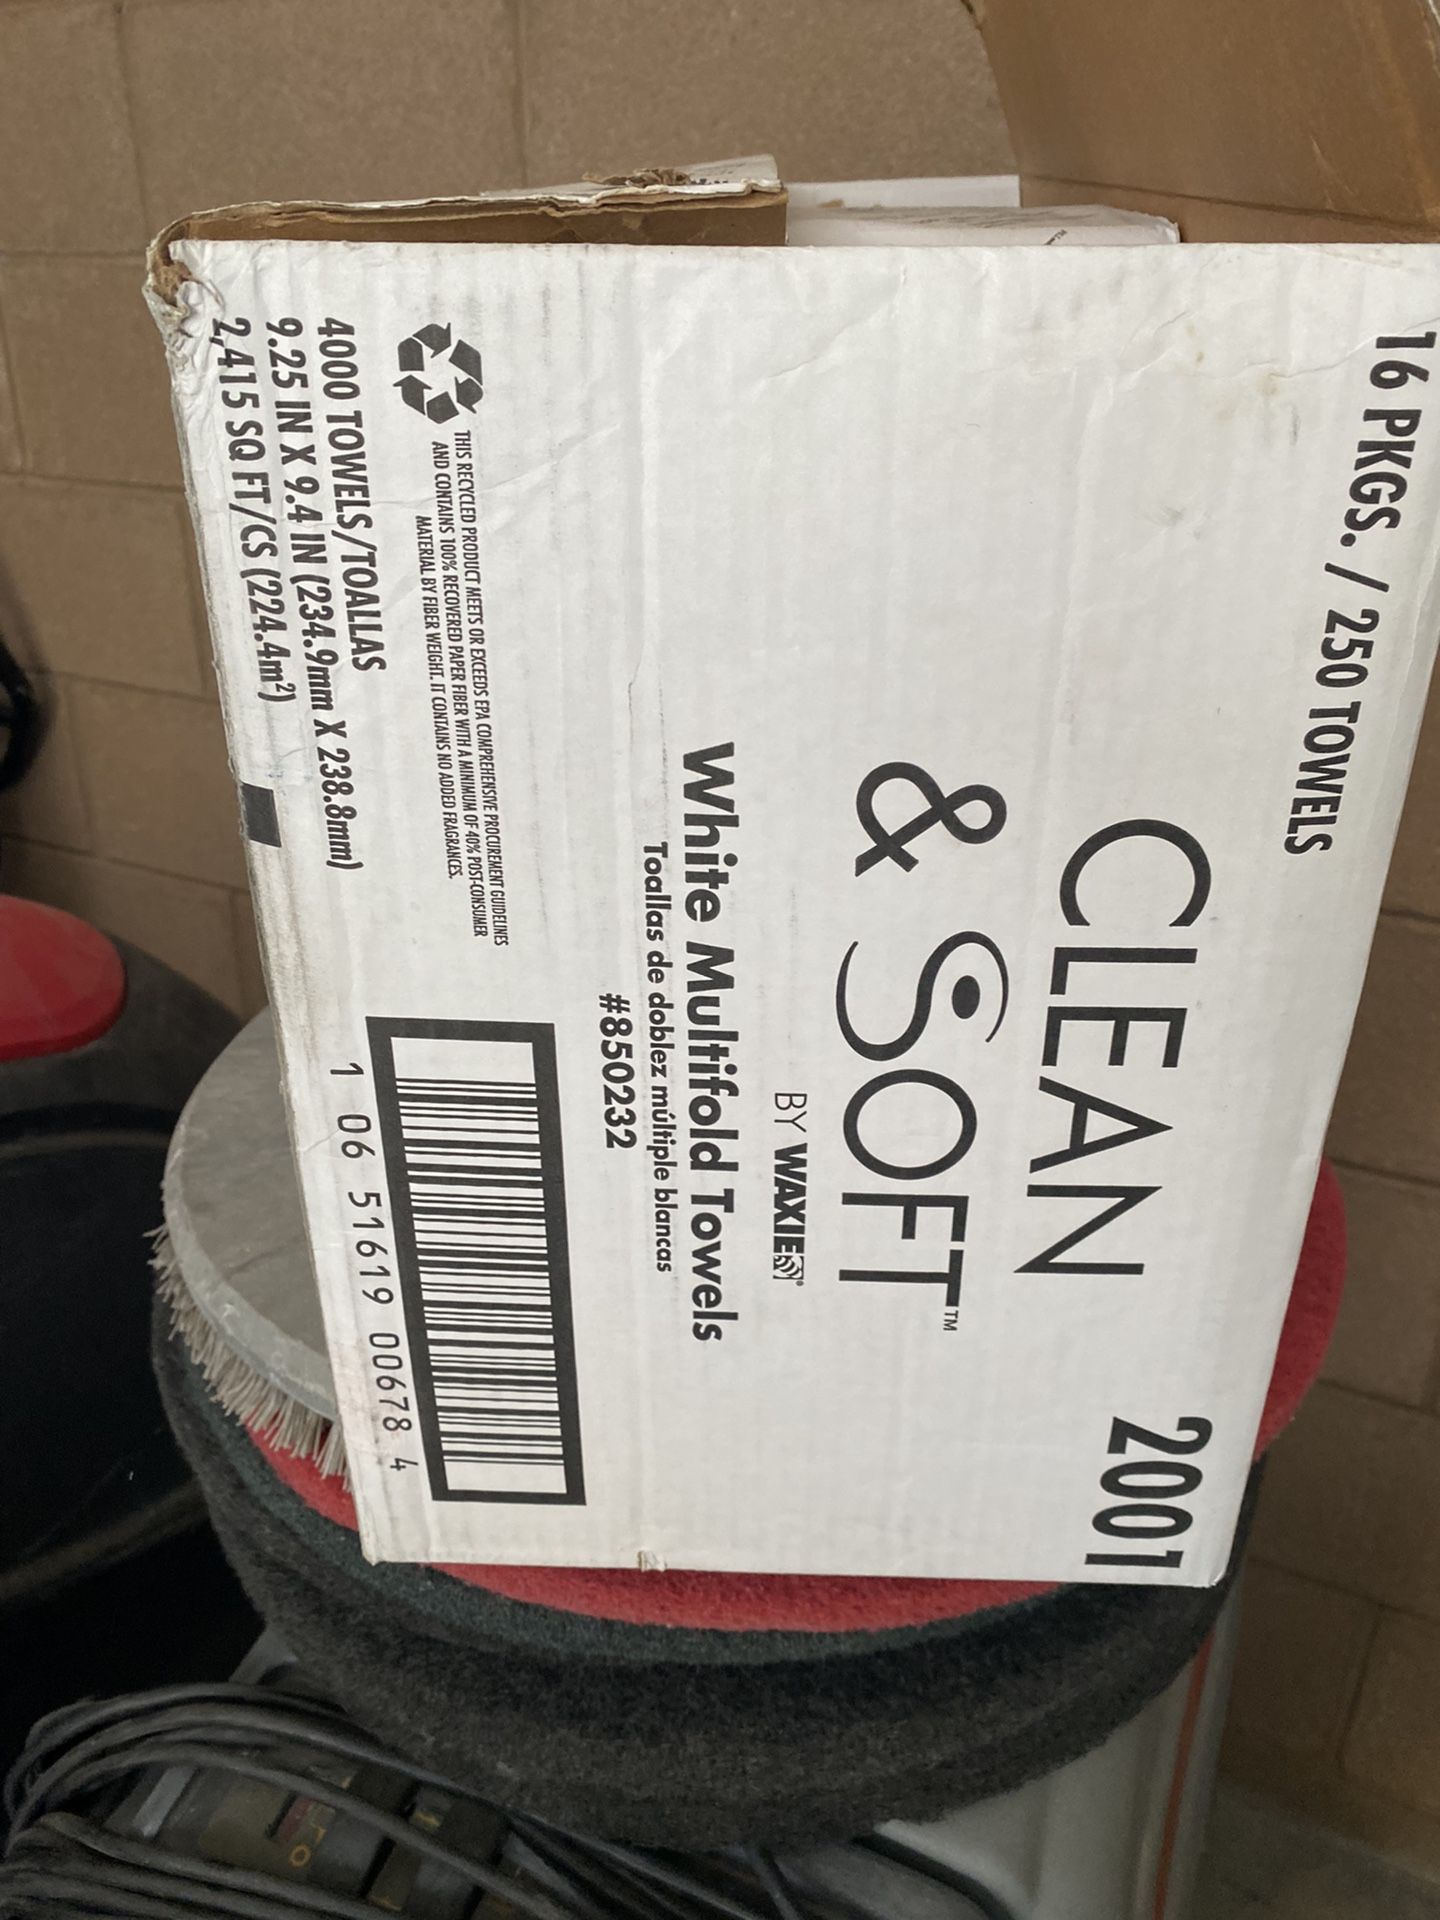 16 PKGS. / 250 TOWELS
CLEAN
& SOFT™
2001
BY WAXIE®
White Multifold Towels
Toallas de doblez múltiple blancas
#850232
THIS RECYCLED PRODUCT MEETS OR EXCEEDS EPA COMPREHENSIVE PROCUREMENT GUIDELINES
AND CONTAINS 100% RECOVERED PAPER FIBER WITH A MINIMUM OF 40% POST-CONSUMER
MATERIAL BY FIBER WEIGHT. IT CONTAINS NO ADDED FRAGRANCES.
4000 TOWELS/TOALLAS
9.25 IN X 9.4 IN (234.9mm X 238.8mm)
2,415 SQ FT/CS (224.4m²)
1 06 51619 00678 4